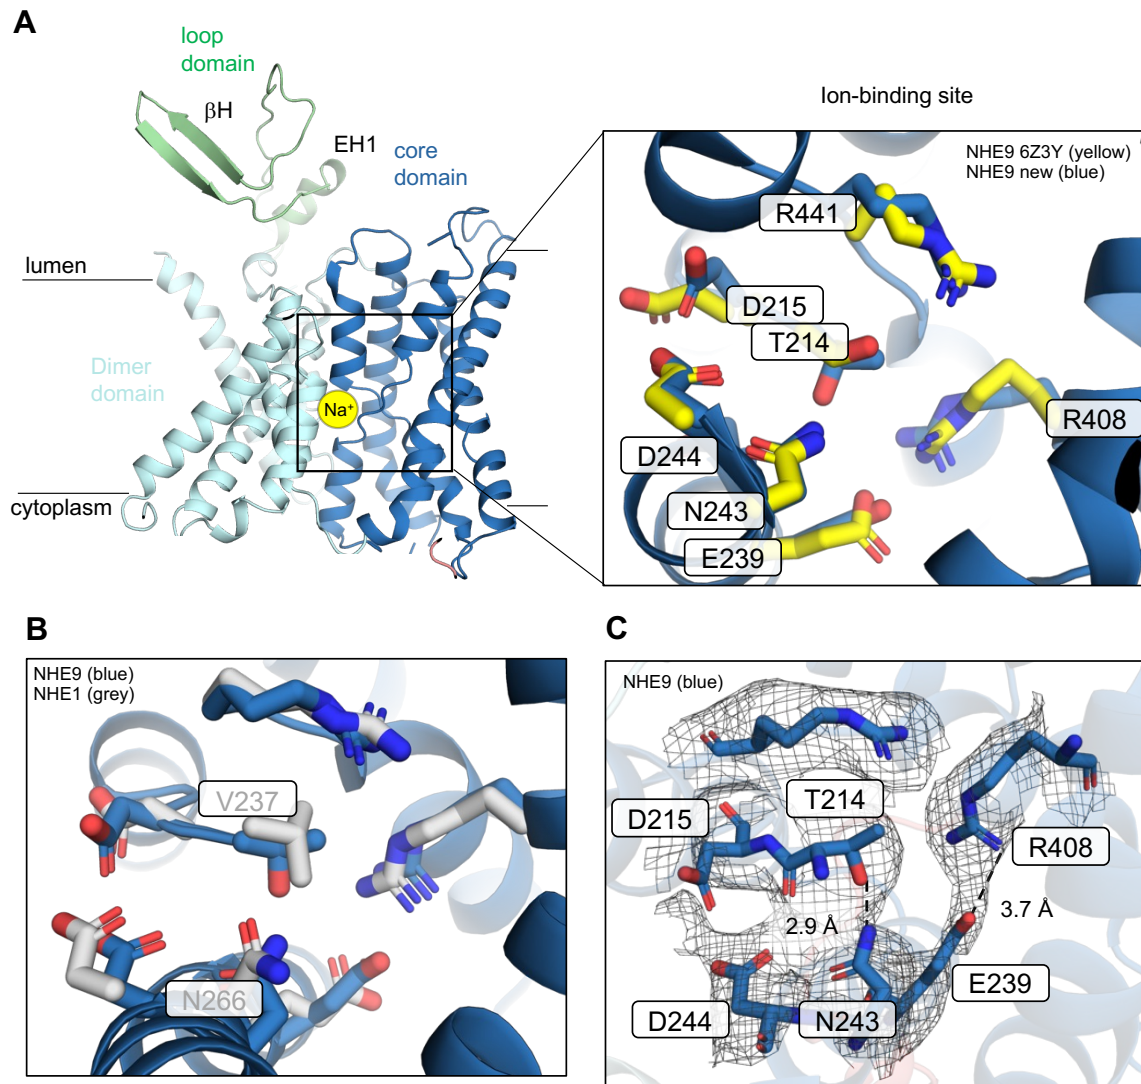 A
loop
domain
βH
EH1
core
domain
lumen
Dimer
domain
Na⁺
cytoplasm
Ion-binding site
NHE9 6Z3Y (yellow)
NHE9 new (blue)
R441
D215
T214
R408
D244
N243
E239
B
NHE9 (blue)
NHE1 (grey)
V237
N266
C
NHE9 (blue)
T214
D215
R408
2.9 Å
3.7 Å
E239
D244
N243